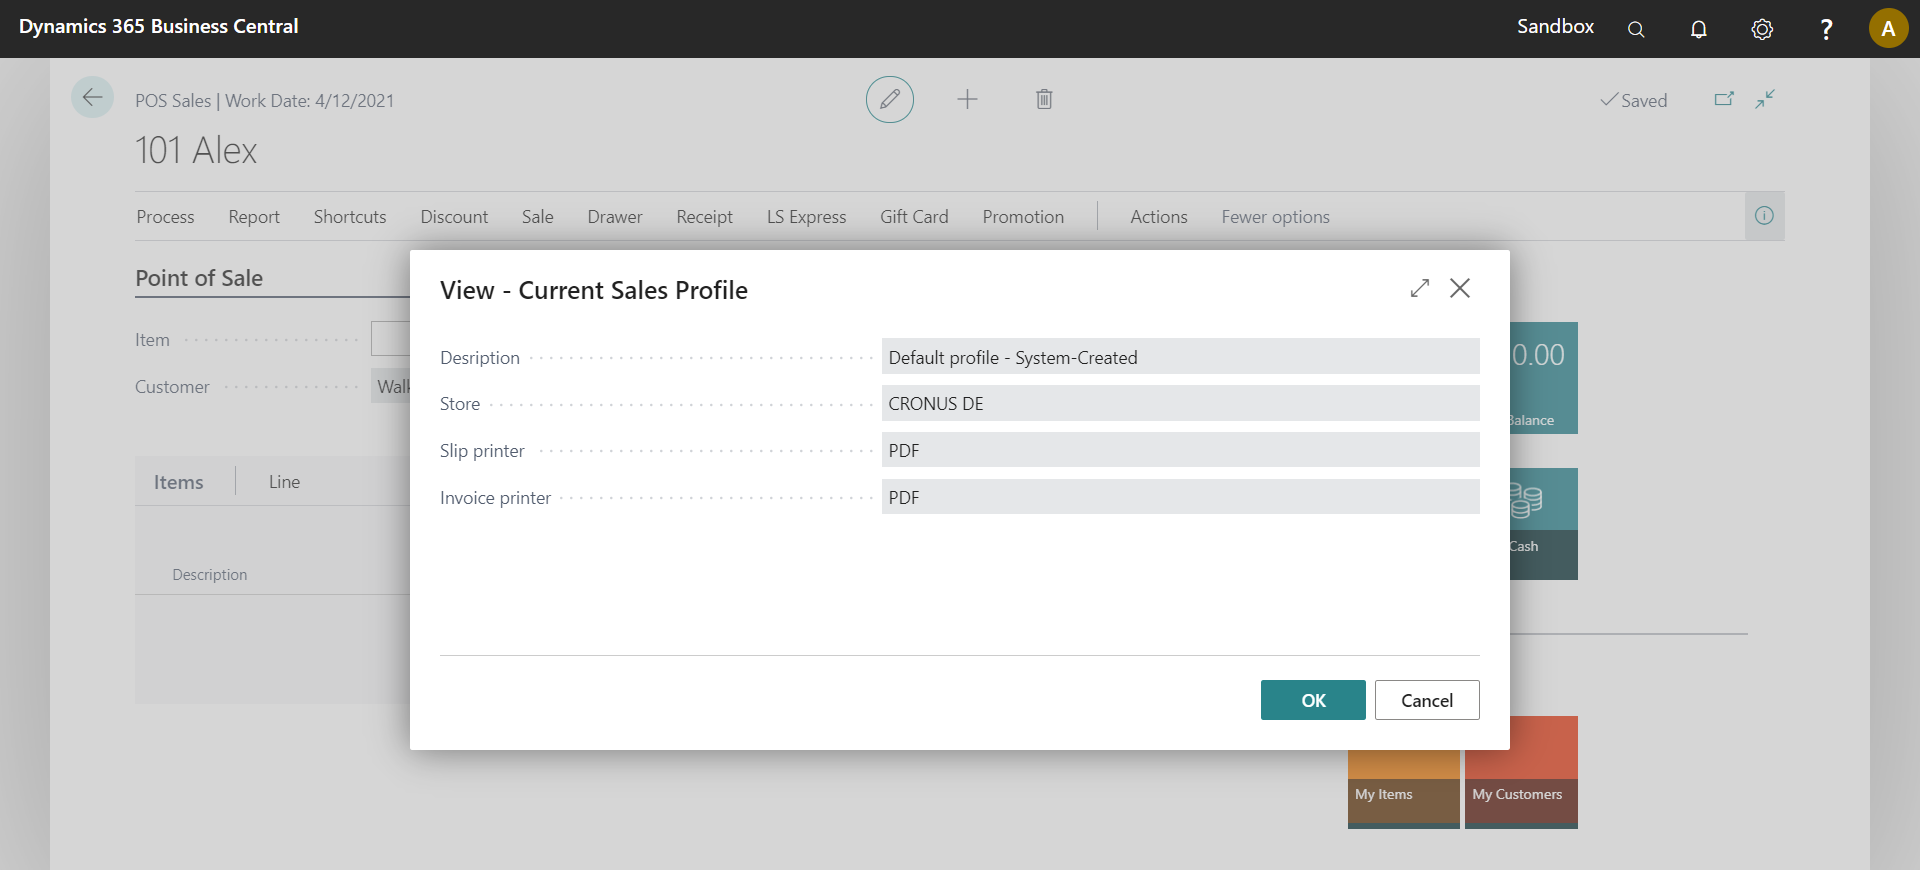 Dynamics 365 Business Central
Sandbox
?
A
POS Sales | Work Date: 4/12/2021
Saved
101 Alex
Process Report Shortcuts Discount Sale Drawer Receipt LS Express Gift Card Promotion Actions Fewer options
Point of Sale
Item
Customer
Walk
Items Line
Description
View - Current Sales Profile
Desription Default profile - System-Created
Store CRONUS DE
Slip printer PDF
Invoice printer PDF
OK Cancel
0.00
Balance
Cash
My Items
My Customers